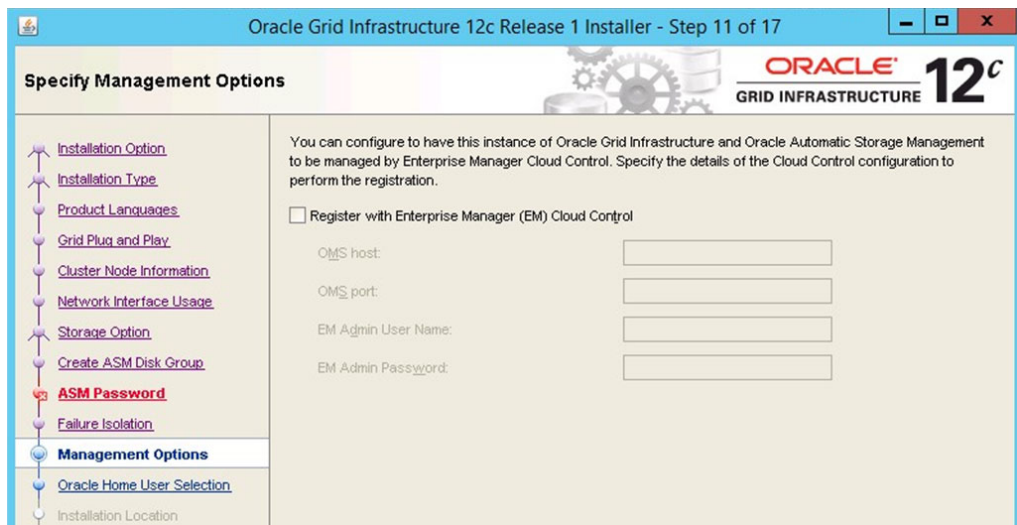 Oracle Grid Infrastructure 12c Release 1 Installer - Step 11 of 17
Specify Management Options
ORACLE
GRID INFRASTRUCTURE
12c
Installation Option
Installation Type
Product Languages
Grid Plug and Play
Cluster Node Information
Network Interface Usage
Storage Option
Create ASM Disk Group
ASM Password
Failure Isolation
Management Options
Oracle Home User Selection
Installation Location
You can configure to have this instance of Oracle Grid Infrastructure and Oracle Automatic Storage Management
to be managed by Enterprise Manager Cloud Control. Specify the details of the Cloud Control configuration to
perform the registration.
Register with Enterprise Manager (EM) Cloud Control
OMS host:
OMS port:
EM Admin User Name:
EM Admin Password: